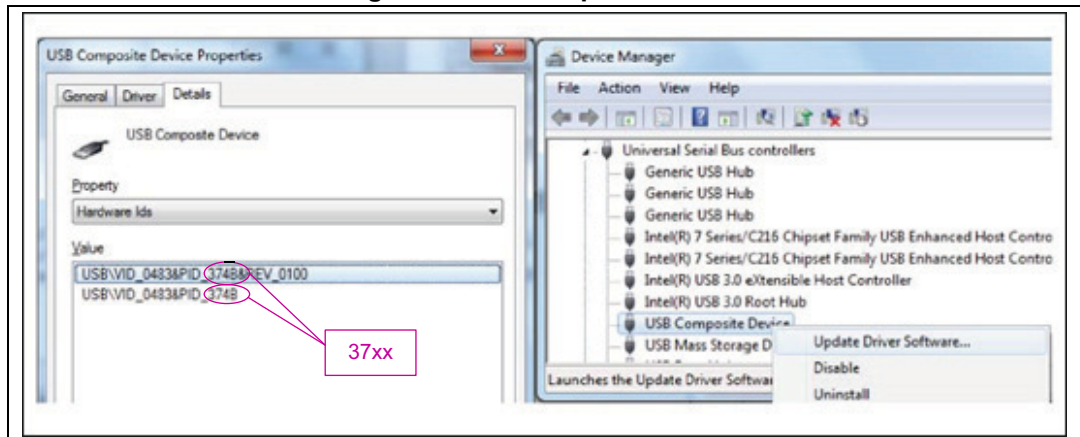 USB Composite Device Properties
General Driver Details
USB Composite Device
Property
Hardware Ids
Value
USB\VID_0483&PID_374B&REV_0100
USB\VID_0483&PID_374B
37xx
Device Manager
File Action View Help
Universal Serial Bus controllers
Generic USB Hub
Generic USB Hub
Generic USB Hub
Intel(R) 7 Series/C216 Chipset Family USB Enhanced Host Contro
Intel(R) 7 Series/C216 Chipset Family USB Enhanced Host Contro
Intel(R) USB 3.0 eXtensible Host Controller
Intel(R) USB 3.0 Root Hub
USB Composite Device
USB Mass Storage D
Update Driver Software...
Disable
Uninstall
Launches the Update Driver Softwar